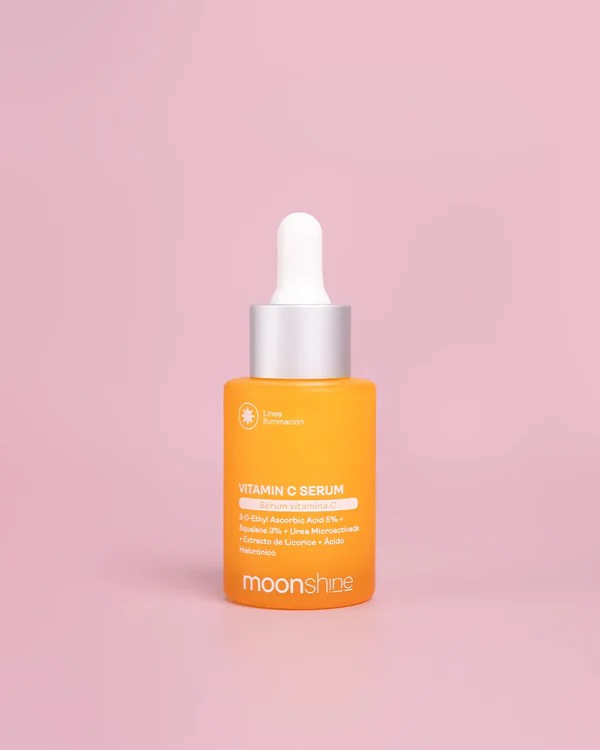 Línea
Iluminación
VITAMIN C SERUM
Sérum vitamina C
3-O-Ethyl Ascorbic Acid 5% +
Squalane 3% + Urea Microactivada
+ Extracto de Licorice + Ácido
Hialurónico
moonshine